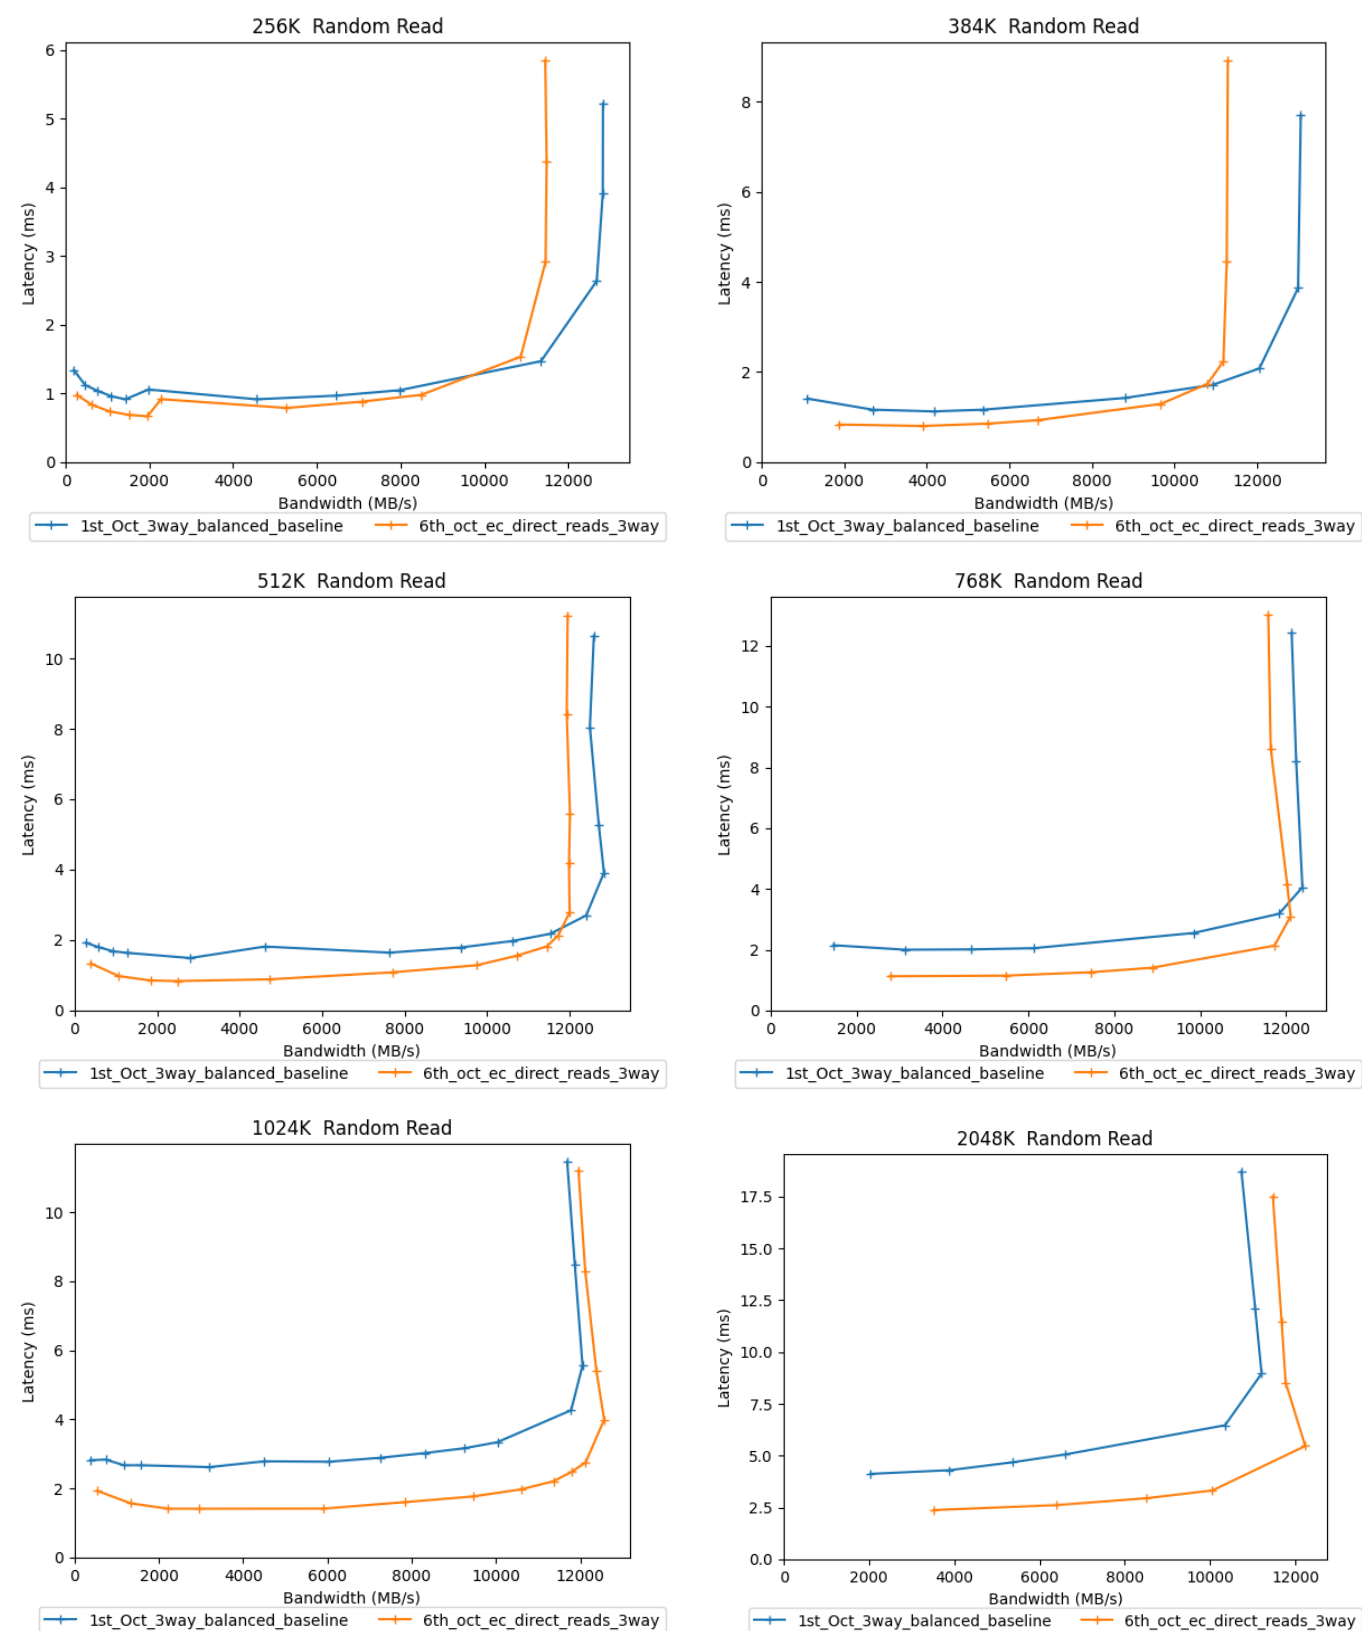 256K  Random Read
6
5
4
3
2
1
0
Latency (ms)
0 2000 4000 6000 8000 10000 12000
Bandwidth (MB/s)
1st_Oct_3way_balanced_baseline 6th_oct_ec_direct_reads_3way
384K  Random Read
8
6
4
2
0
Latency (ms)
0 2000 4000 6000 8000 10000 12000
Bandwidth (MB/s)
1st_Oct_3way_balanced_baseline 6th_oct_ec_direct_reads_3way
512K  Random Read
10
8
6
4
2
0
Latency (ms)
0 2000 4000 6000 8000 10000 12000
Bandwidth (MB/s)
1st_Oct_3way_balanced_baseline 6th_oct_ec_direct_reads_3way
768K  Random Read
12
10
8
6
4
2
0
Latency (ms)
0 2000 4000 6000 8000 10000 12000
Bandwidth (MB/s)
1st_Oct_3way_balanced_baseline 6th_oct_ec_direct_reads_3way
1024K  Random Read
10
8
6
4
2
0
Latency (ms)
0 2000 4000 6000 8000 10000 12000
Bandwidth (MB/s)
1st_Oct_3way_balanced_baseline 6th_oct_ec_direct_reads_3way
2048K  Random Read
17.5
15.0
12.5
10.0
7.5
5.0
2.5
0.0
Latency (ms)
0 2000 4000 6000 8000 10000 12000
Bandwidth (MB/s)
1st_Oct_3way_balanced_baseline 6th_oct_ec_direct_reads_3way